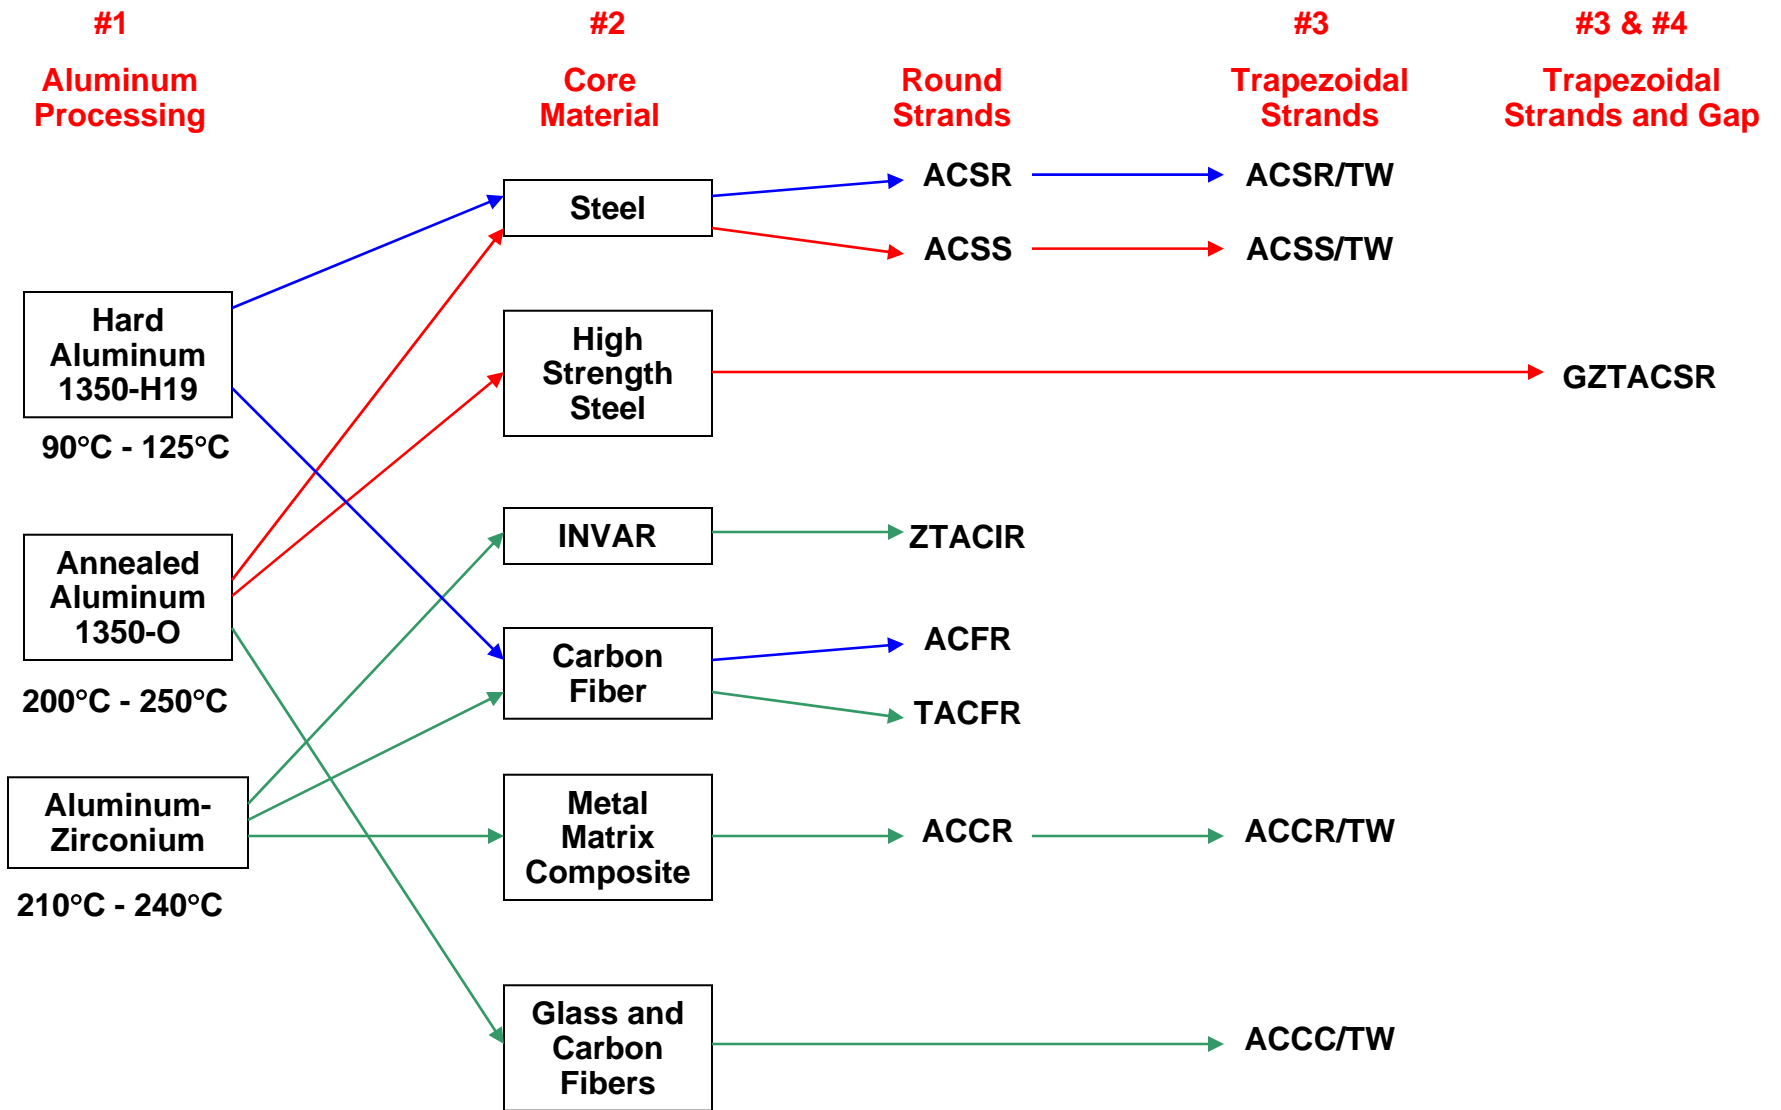 #1
#2
#3
#3 & #4
Aluminum
Processing
Core
Material
Round
Strands
Trapezoidal
Strands
Trapezoidal
Strands and Gap
Hard
Aluminum
1350-H19
90°C - 125°C
Annealed
Aluminum
1350-O
200°C - 250°C
Aluminum-
Zirconium
210°C - 240°C
Steel
High
Strength
Steel
INVAR
Carbon
Fiber
Metal
Matrix
Composite
Glass and
Carbon
Fibers
ACSR
ACSS
ZTACIR
ACFR
TACFR
ACCR
ACSR/TW
ACSS/TW
ACCR/TW
ACCC/TW
GZTACSR